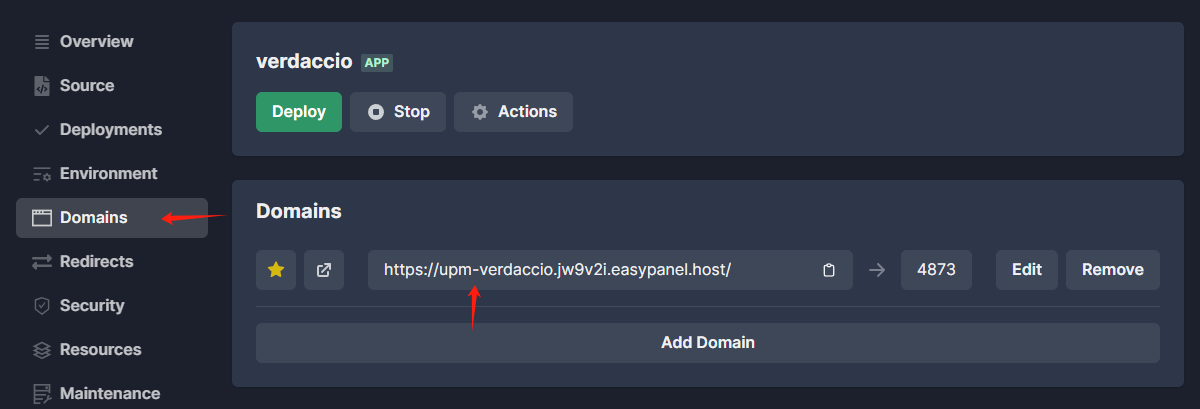 Overview
Source
Deployments
Environment
Domains
Redirects
Security
Resources
Maintenance
verdaccio APP
Deploy Stop Actions
Domains
https://upm-verdaccio.jw9v2i.easypanel.host/ 4873 Edit Remove
Add Domain